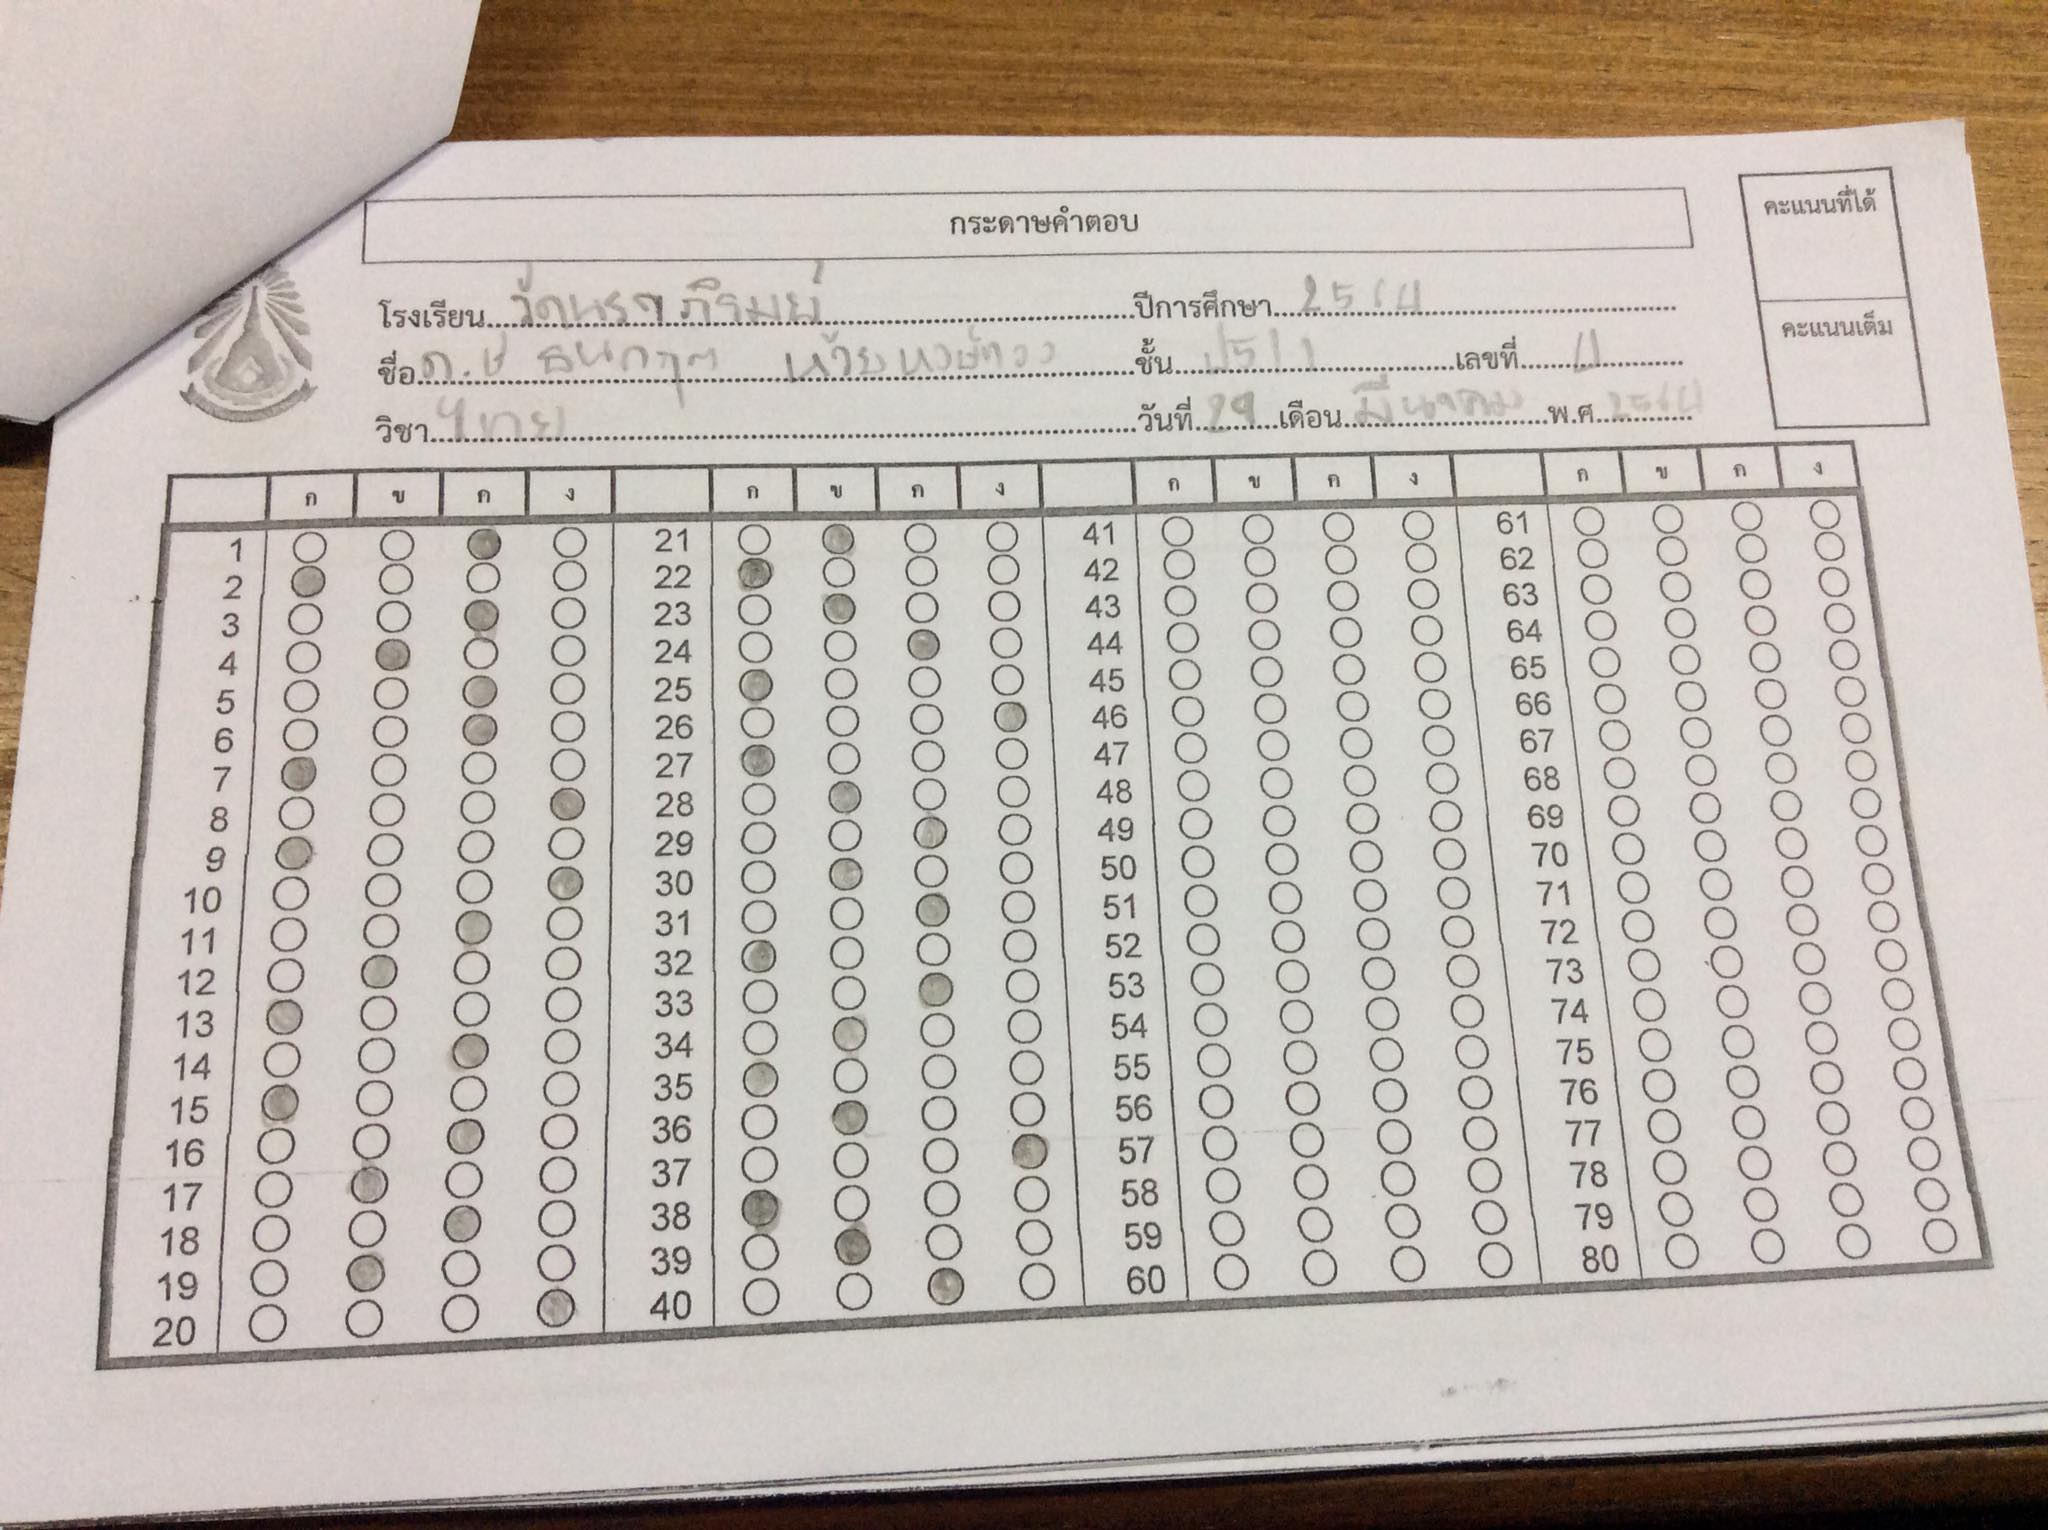 กระดาษคำตอบ
คะแนนที่ได้
โรงเรียน วัดนราภิรมย์ ปีการศึกษา 2564
คะแนนเต็ม
ชื่อ ด.ช ธนกฤต ห้วยหงษ์ทอง ชั้น ป5/1 เลขที่ 4
วิชา ไทย วันที่ 29 เดือน มีนาคม พ.ศ. 2564
ก ข ค ง ก ข ค ง ก ข ค ง ก ข ค ง
1 21 41 61
2 22 42 62
3 23 43 63
4 24 44 64
5 25 45 65
6 26 46 66
7 27 47 67
8 28 48 68
9 29 49 69
10 30 50 70
11 31 51 71
12 32 52 72
13 33 53 73
14 34 54 74
15 35 55 75
16 36 56 76
17 37 57 77
18 38 58 78
19 39 59 79
20 40 60 80